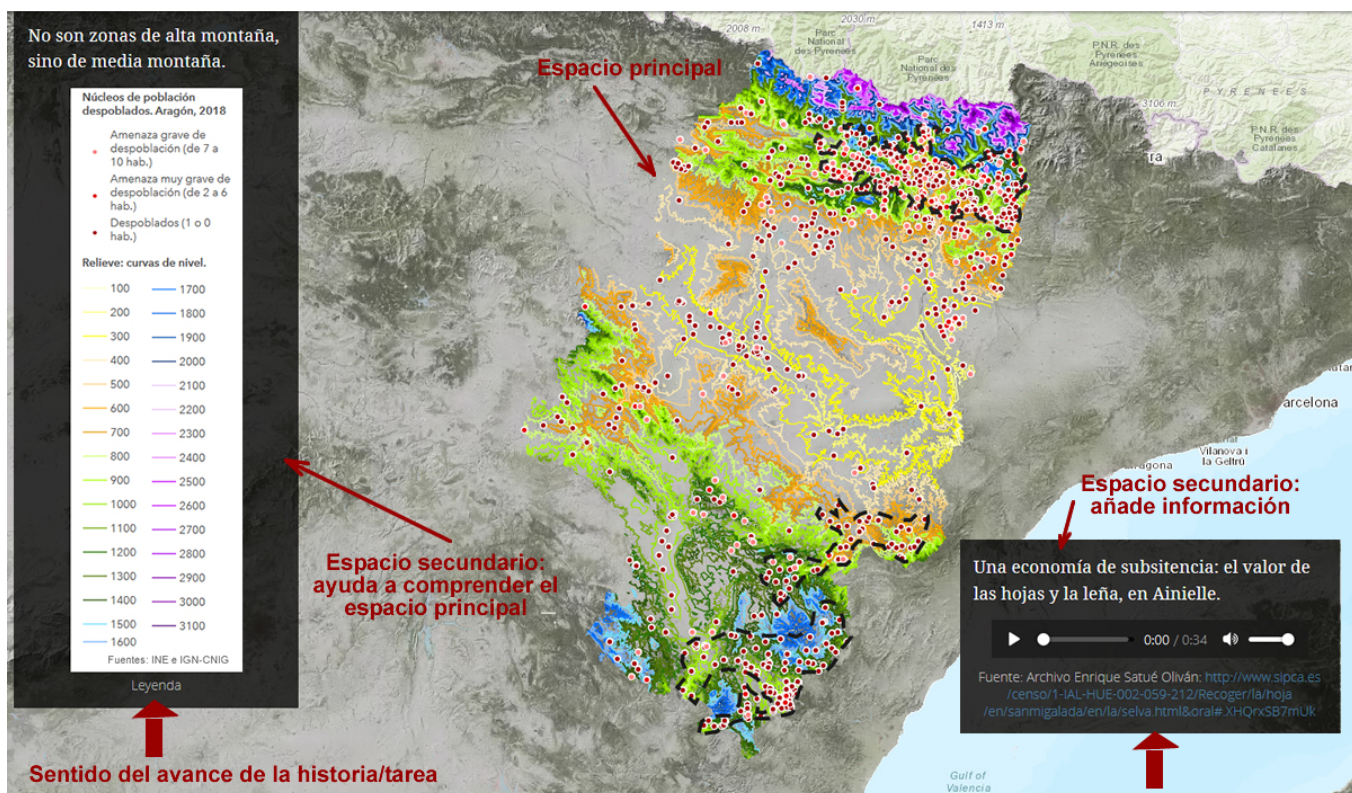 No son zonas de alta montaña,
sino de media montaña.
Núcleos de población
despoblados. Aragón, 2018
Amenaza grave de
despoblación (de 7 a
10 hab.)
Amenaza muy grave de
despoblación (de 2 a 6
hab.)
Despoblados (1 o 0
hab.)
Relieve: curvas de nivel.
100 1700
200 1800
300 1900
400 2000
500 2100
600 2200
700 2300
800 2400
900 2500
1000 2600
1100 2700
1200 2800
1300 2900
1400 3000
1500 3100
1600
Fuentes: INE e IGN-CNIG
Leyenda
Sentido del avance de la historia/tarea
Espacio principal
Espacio secundario:
ayuda a comprender el
espacio principal
2008 m
2030 m
1413 m
Parc
National
des Pyrénées
Parc
National
des Pyrénées
P.N.R. des
Pyrénées
Ariégeoises
PYRENEES
3106 m
P.N.R. des
Pyrénées
Catalanes
ra
arcelona
Vilanova i
la Geltrú
agona
Espacio secundario:
añade información
Una economía de subsitencia: el valor de
las hojas y la leña, en Ainielle.
0:00 / 0:34
Fuente: Archivo Enrique Satué Oliván: http://www.sipca.es
/censo/1-IAL-HUE-002-059-212/Recoger/la/hoja
/en/sanmigalada/en/la/selva.html&oral#.XHQrxSB7mUk
Gulf of
Valencia